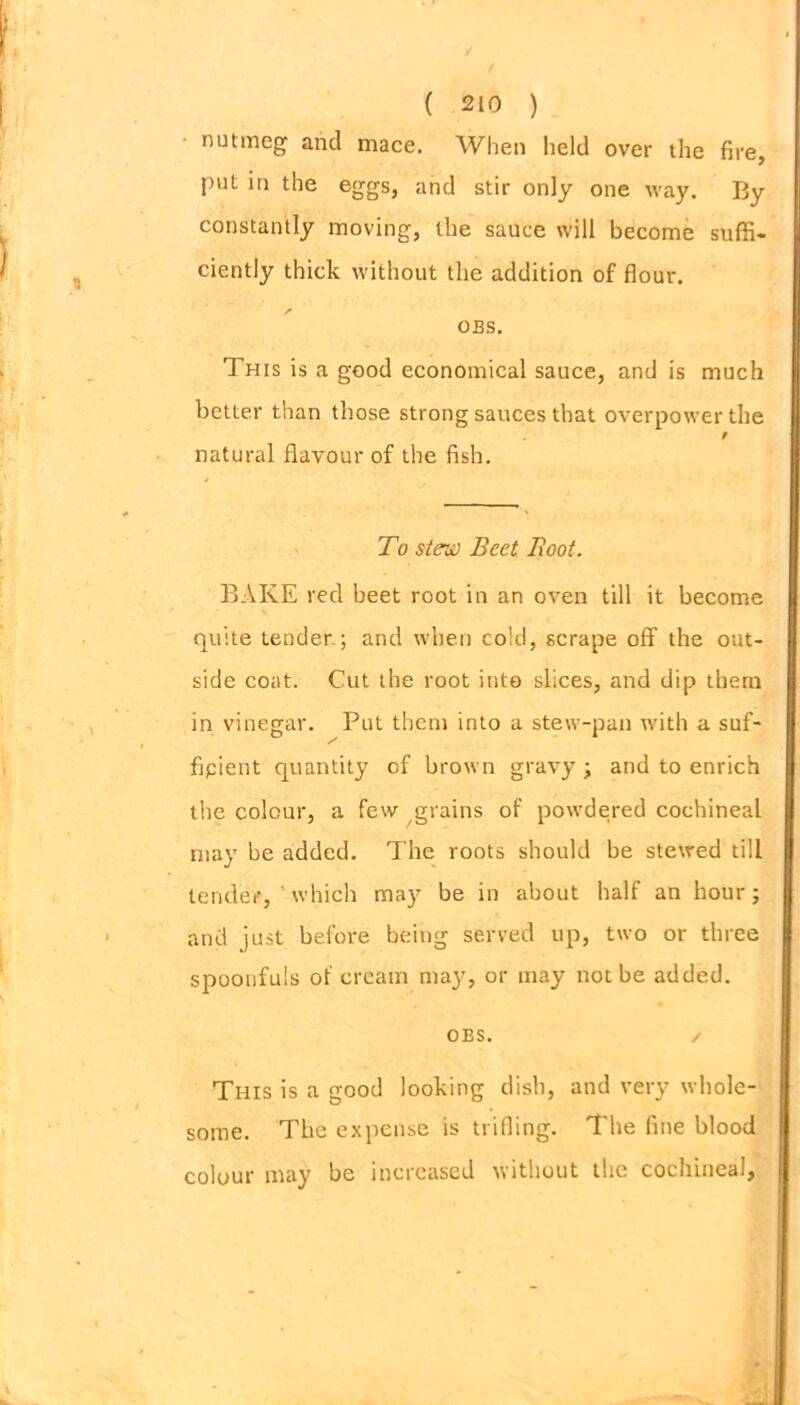 ( 210 )
nutmeg and mace. When held over the fire,
put in the eggs, and stir only one way. By
constantly moving, the sauce will become suffi-
ciently thick without the addition of flour.
OBS.
This is a good economical sauce, and is much
better than those strong sauces that overpower the
natural flavour of the fish.
To stew Beet Root.
BAKE red beet root in an oven till it become
quite tender; and when cold, scrape off the out-
side coat. Cut the root into slices, and dip them
in vinegar. Put them into a stew-pan with a suf-
ficient quantity of brown gravy; and to enrich
the colour, a few grains of powdered cochineal
may be added. The roots should be stewed till
tender, which may be in about half an hour;
and just before being served up, two or three
spoonfuls of cream may, or may not be added.
OBS.
This is a good looking dish, and very whole-
some. The expense is trifling. The fine blood
colour may be increased without the cochineal,